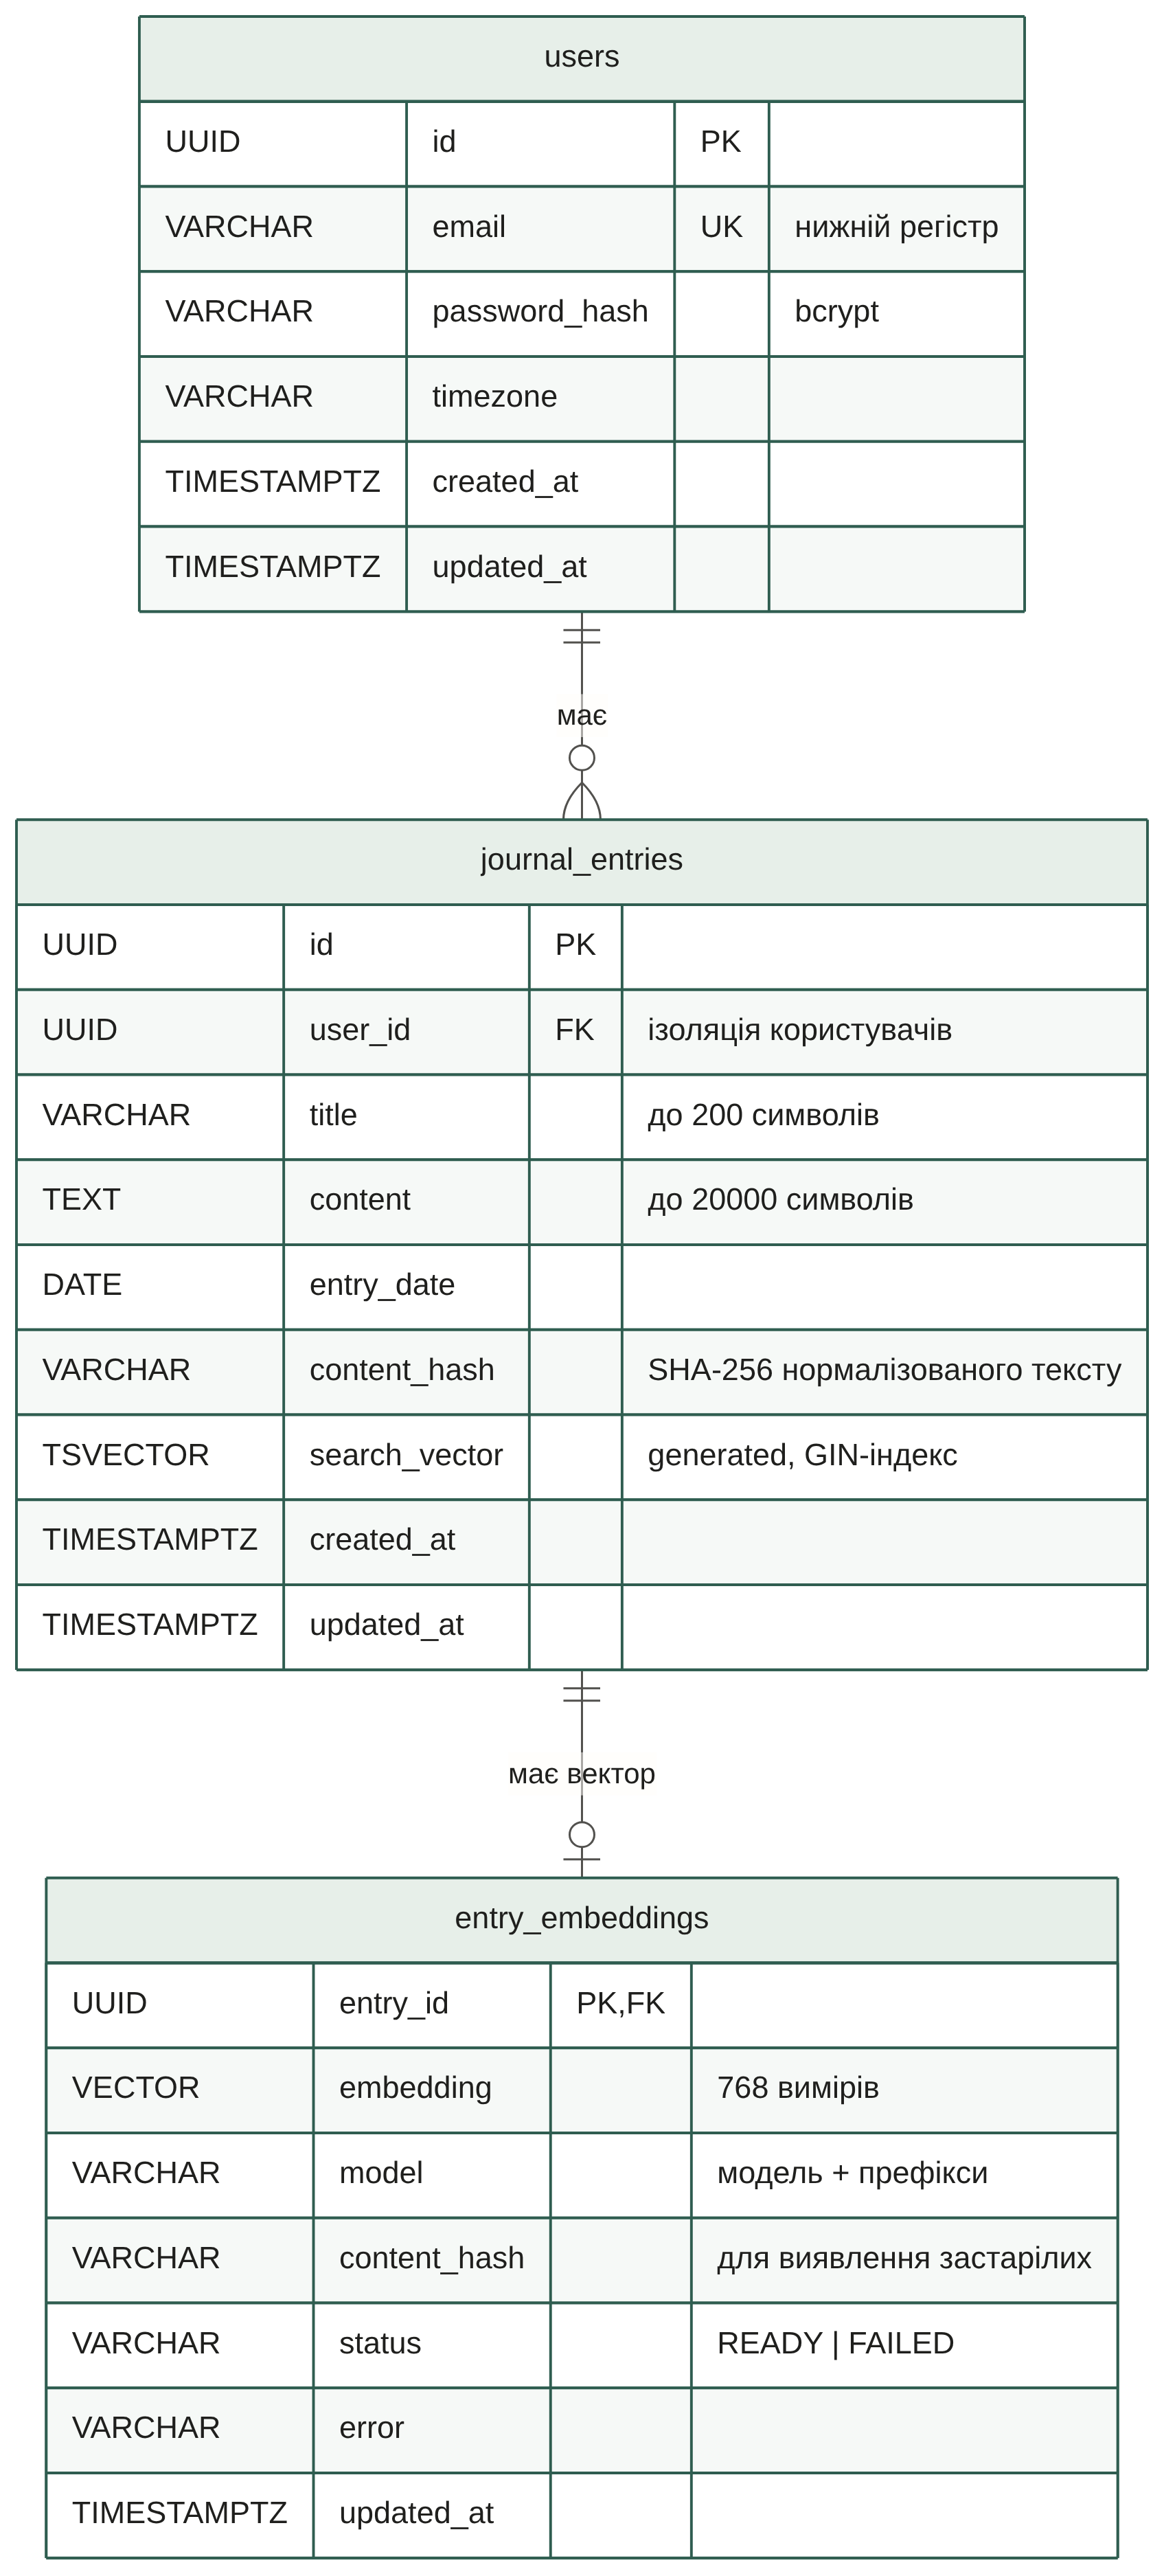 users
UUID id PK
VARCHAR email UK нижній регістр
VARCHAR password_hash bcrypt
VARCHAR timezone
TIMESTAMPTZ created_at
TIMESTAMPTZ updated_at
має
journal_entries
UUID id PK
UUID user_id FK ізоляція користувачів
VARCHAR title до 200 символів
TEXT content до 20000 символів
DATE entry_date
VARCHAR content_hash SHA-256 нормалізованого тексту
TSVECTOR search_vector generated, GIN-індекс
TIMESTAMPTZ created_at
TIMESTAMPTZ updated_at
має вектор
entry_embeddings
UUID entry_id PK,FK
VECTOR embedding 768 вимірів
VARCHAR model модель + префікси
VARCHAR content_hash для виявлення застарілих
VARCHAR status READY | FAILED
VARCHAR error
TIMESTAMPTZ updated_at